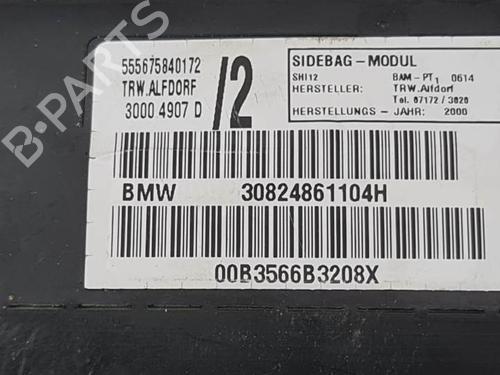 555675840172
TRW.ALFDORF
3000 4907 D
/2
SIDEBAG-MODUL
SHI12 BAM-PT1 0614
HERSTELLER: TRW.Alfdorf
Tel. 07172 / 3020
HERSTELLUNGS - JAHR: 2000
BMW 30824861104H
00B3566B3208X